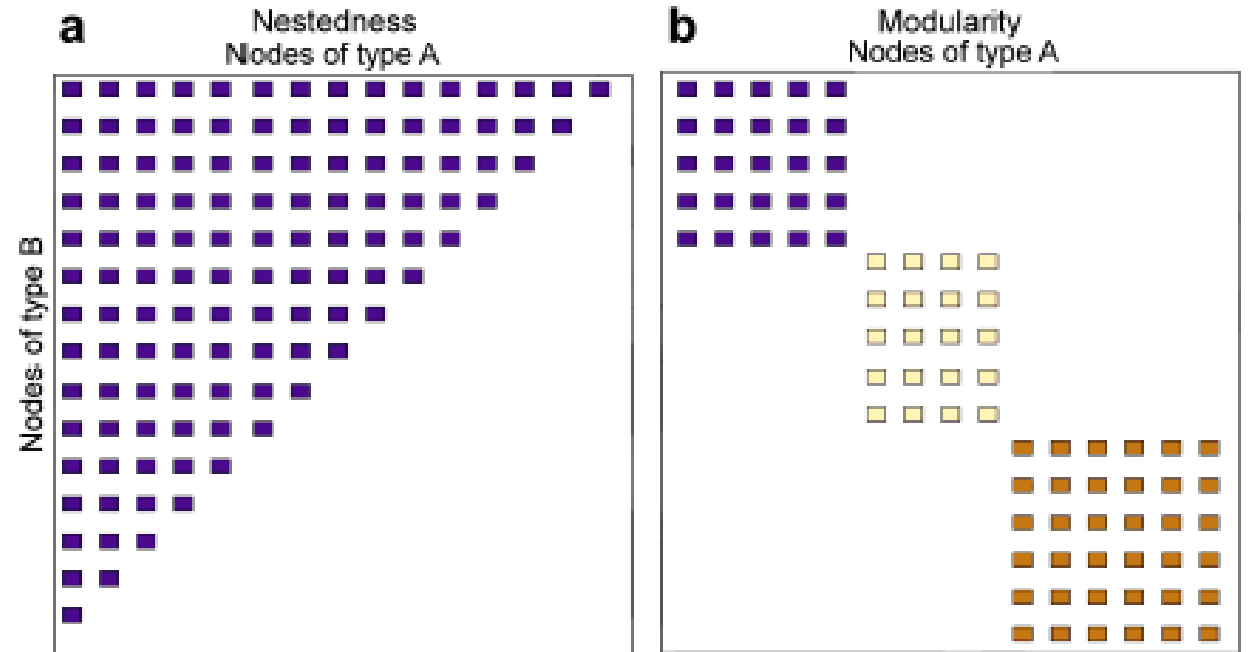 a
Nestedness
Nodes of type A
Nodes of type B
b
Modularity
Nodes of type A